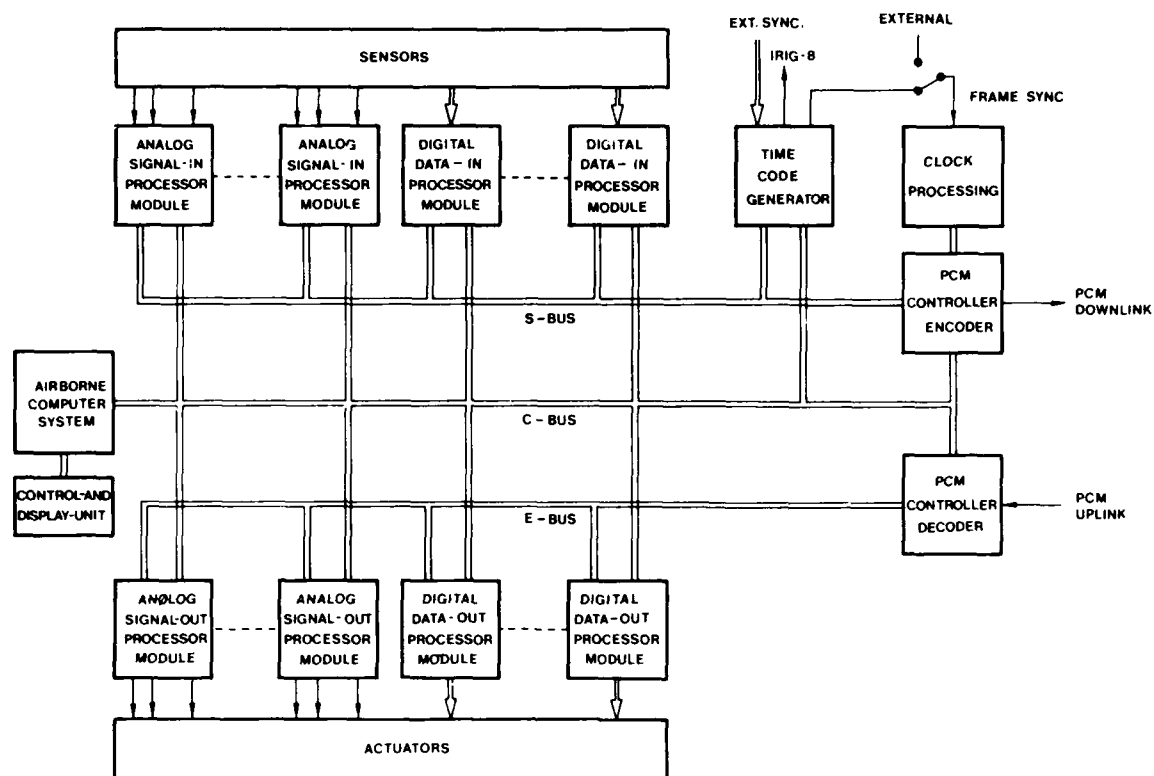 SENSORS
EXT. SYNC.
IRIG-8
EXTERNAL
FRAME SYNC
ANALOG
SIGNAL-IN
PROCESSOR
MODULE
ANALOG
SIGNAL-IN
PROCESSOR
MODULE
DIGITAL
DATA-IN
PROCESSOR
MODULE
DIGITAL
DATA-IN
PROCESSOR
MODULE
TIME
CODE
GENERATOR
CLOCK
PROCESSING
PCM
CONTROLLER
ENCODER
PCM
DOWNLINK
S-BUS
AIRBORNE
COMPUTER
SYSTEM
C-BUS
CONTROL-AND
DISPLAY-UNIT
E-BUS
PCM
CONTROLLER
DECODER
PCM
UPLINK
ANØLOG
SIGNAL-OUT
PROCESSOR
MODULE
ANALOG
SIGNAL-OUT
PROCESSOR
MODULE
DIGITAL
DATA-OUT
PROCESSOR
MODULE
DIGITAL
DATA-OUT
PROCESSOR
MODULE
ACTUATORS